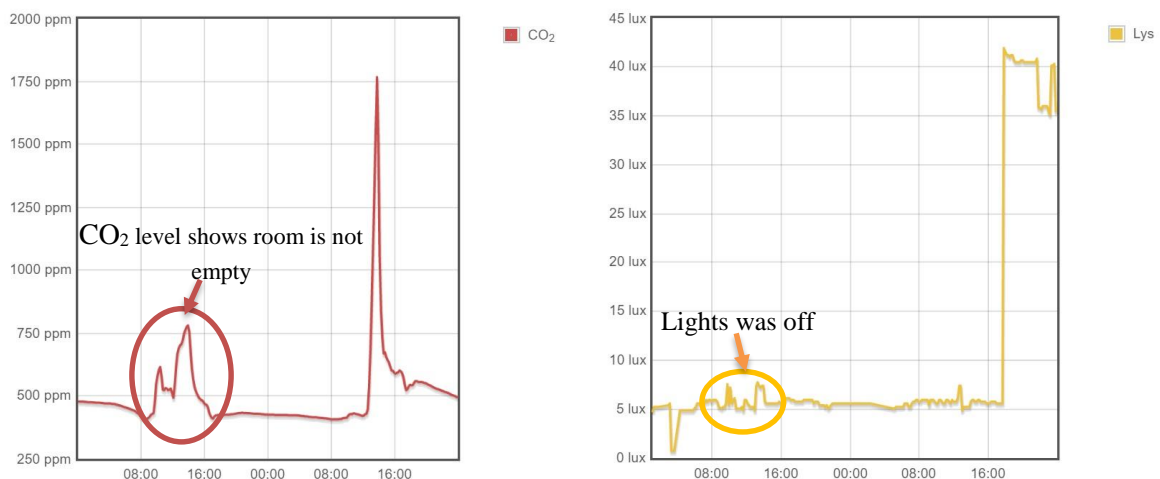 2000 ppm
1750 ppm
1500 ppm
1250 ppm
1000 ppm
750 ppm
500 ppm
250 ppm
08:00 16:00 00:00 08:00 16:00
CO₂
CO₂ level shows room is not
empty
45 lux
40 lux
35 lux
30 lux
25 lux
20 lux
15 lux
10 lux
5 lux
0 lux
08:00 16:00 00:00 08:00 16:00
Lys
Lights was off